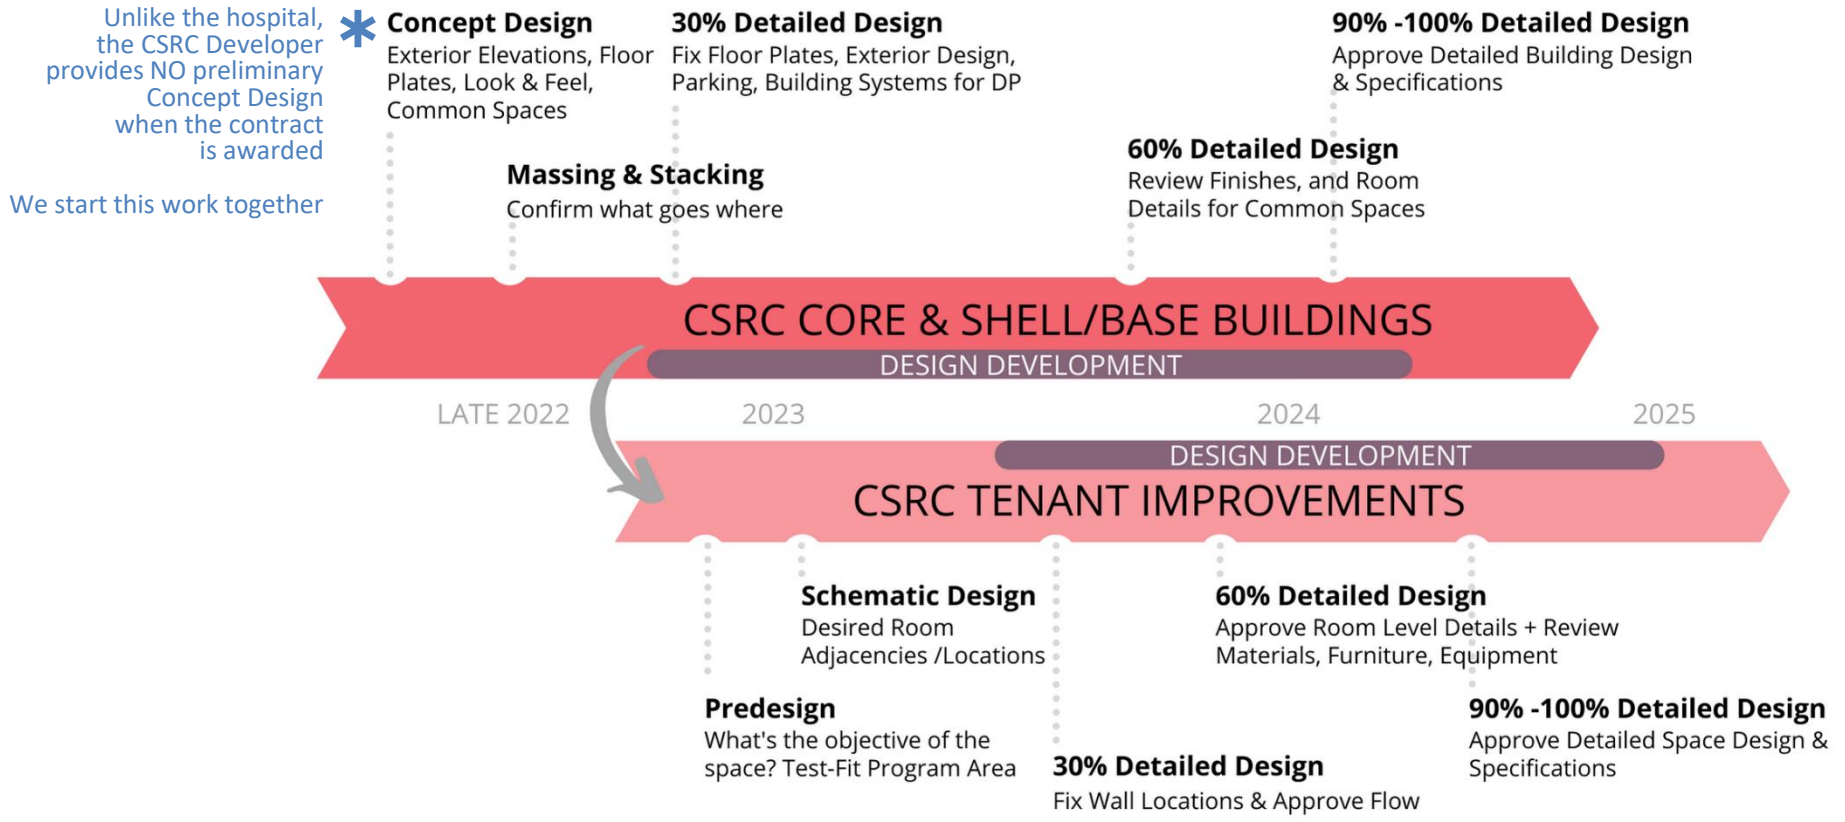 Unlike the hospital,
the CSRC Developer
provides NO preliminary
Concept Design
when the contract
is awarded
We start this work together
*
Concept Design
Exterior Elevations, Floor
Plates, Look & Feel,
Common Spaces
30% Detailed Design
Fix Floor Plates, Exterior Design,
Parking, Building Systems for DP
90% -100% Detailed Design
Approve Detailed Building Design
& Specifications
Massing & Stacking
Confirm what goes where
60% Detailed Design
Review Finishes, and Room
Details for Common Spaces
CSRC CORE & SHELL/BASE BUILDINGS
DESIGN DEVELOPMENT
LATE 2022
2023
2024
2025
DESIGN DEVELOPMENT
CSRC TENANT IMPROVEMENTS
Schematic Design
Desired Room
Adjacencies /Locations
60% Detailed Design
Approve Room Level Details + Review
Materials, Furniture, Equipment
Predesign
What's the objective of the
space? Test-Fit Program Area
30% Detailed Design
Fix Wall Locations & Approve Flow
90% -100% Detailed Design
Approve Detailed Space Design &
Specifications